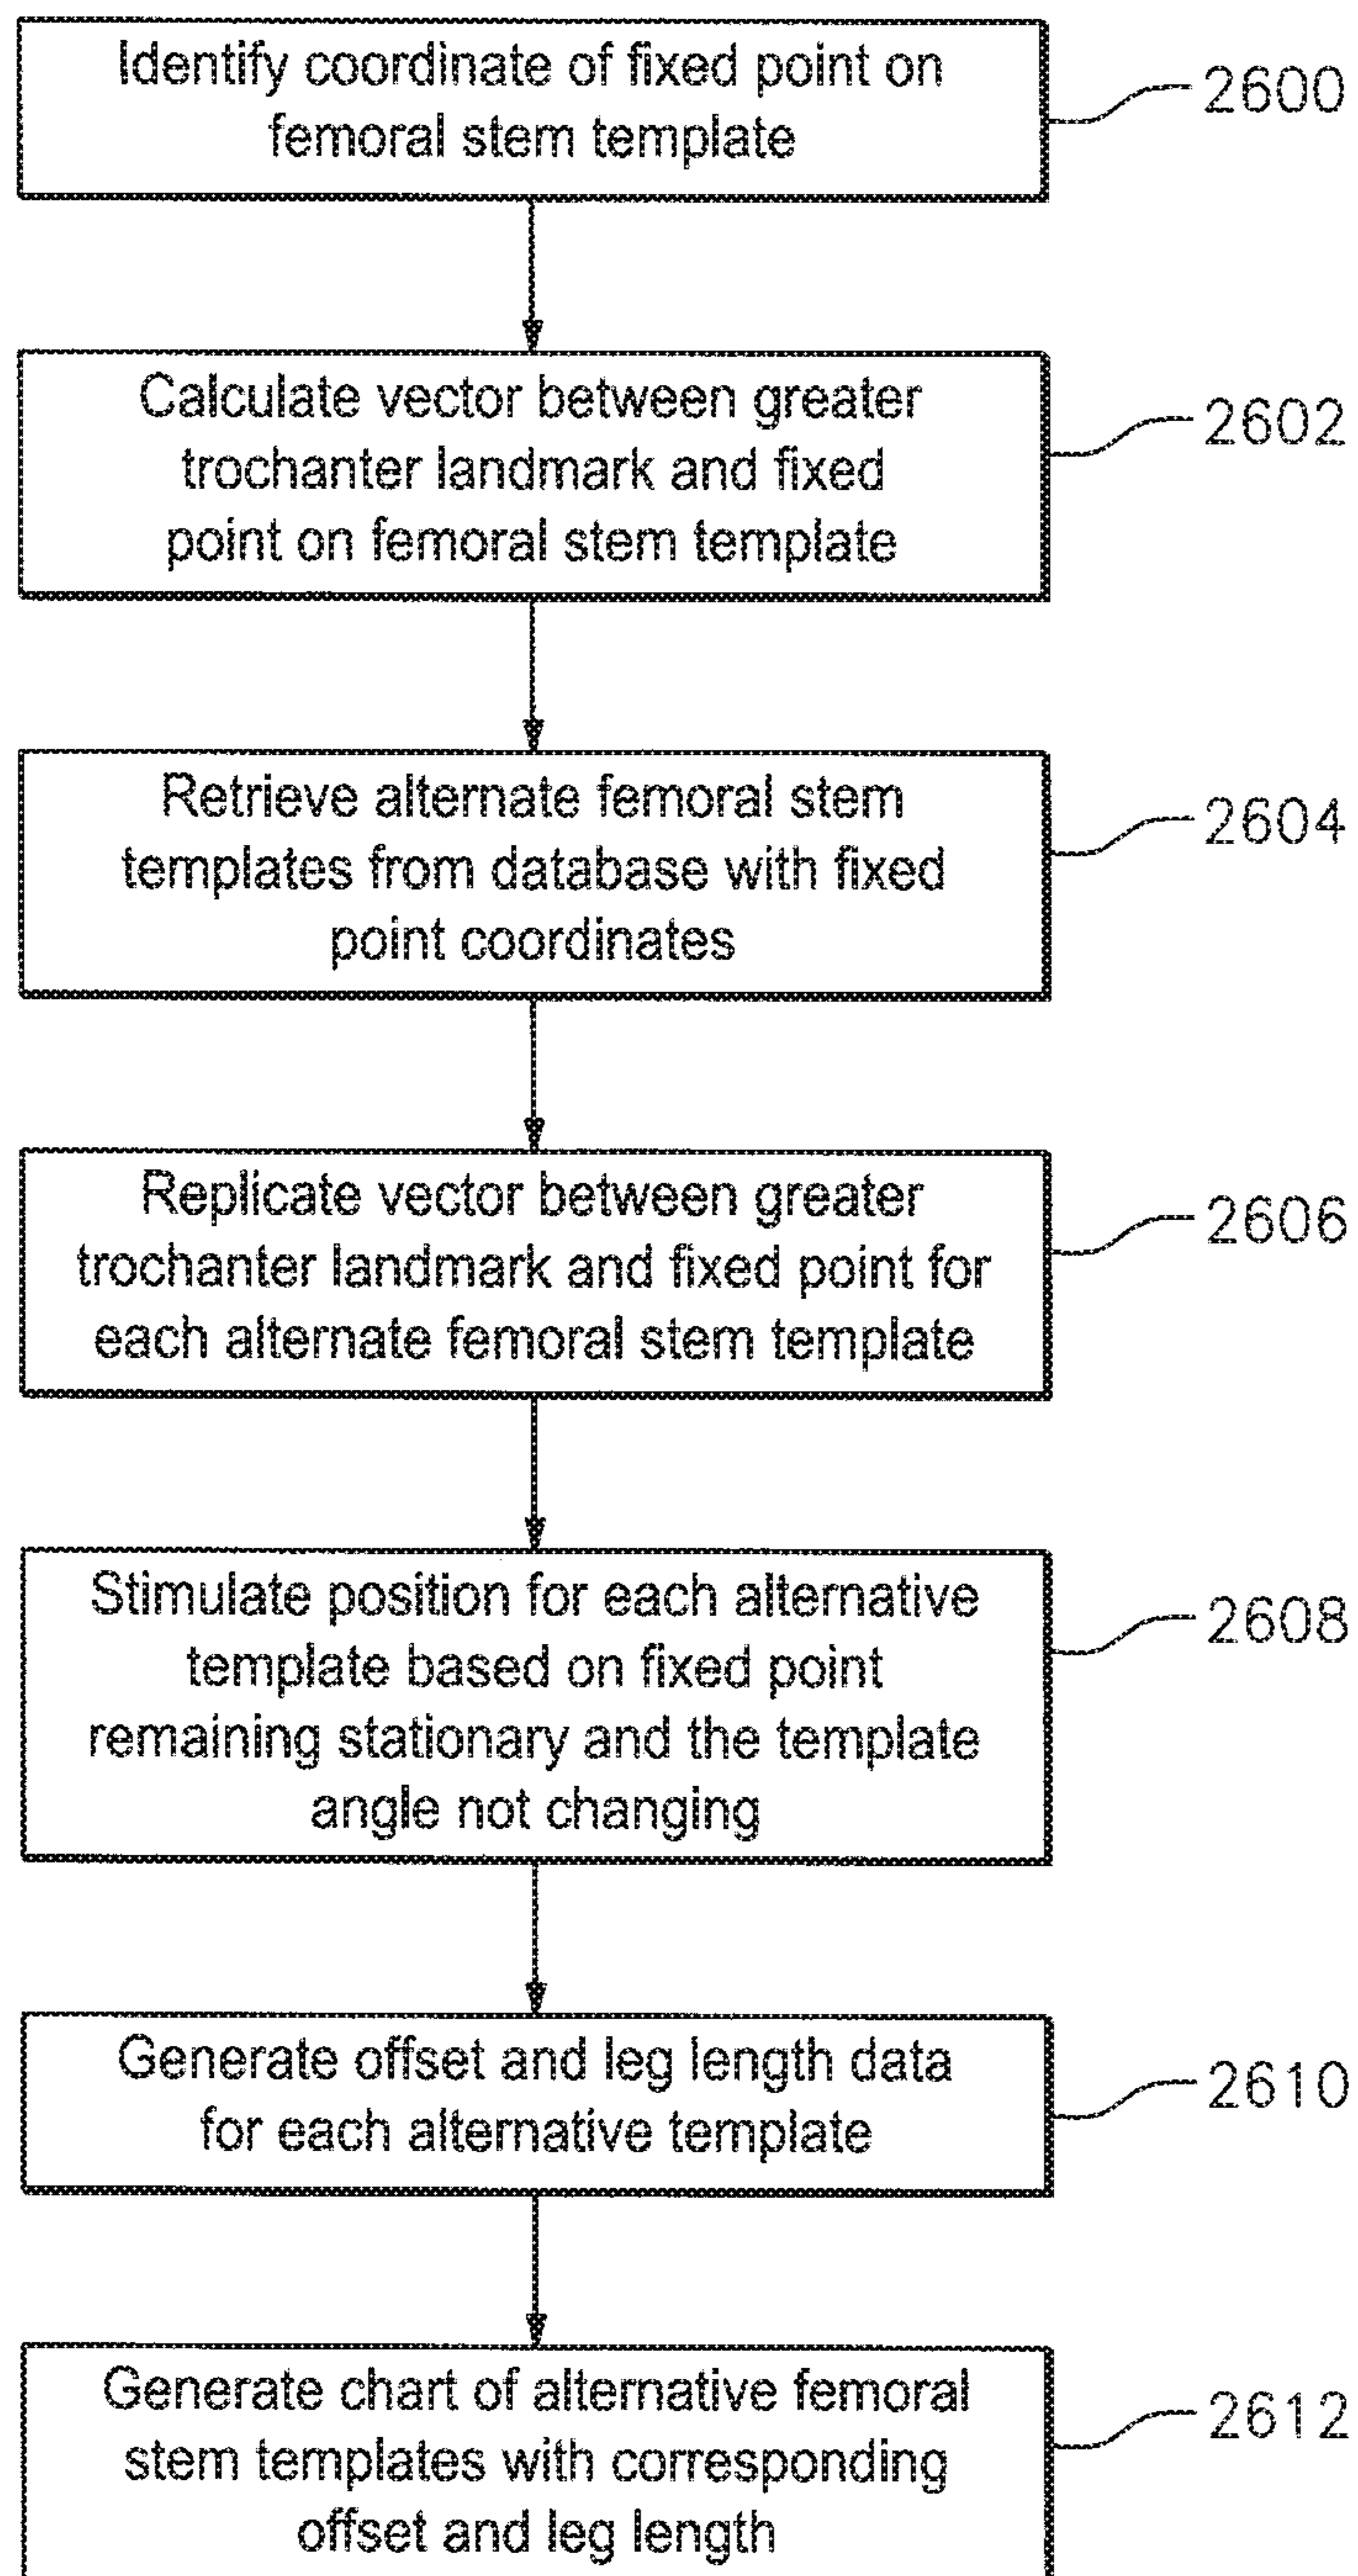 Identify coordinate of fixed point on
femoral stem template
2600
Calculate vector between greater
trochanter landmark and fixed
point on femoral stem template
2602
Retrieve alternate femoral stem
templates from database with fixed
point coordinates
2604
Replicate vector between greater
trochanter landmark and fixed point for
each alternate femoral stem template
2606
Stimulate position for each alternative
template based on fixed point
remaining stationary and the template
angle not changing
2608
Generate offset and leg length data
for each alternative template
2610
Generate chart of alternative femoral
stem templates with corresponding
offset and leg length
2612